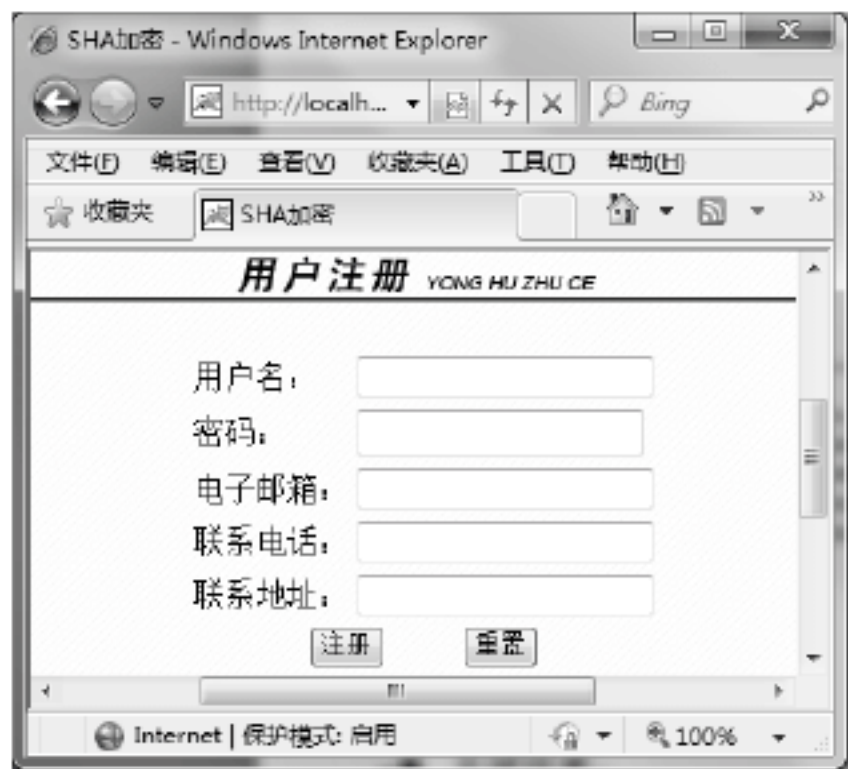 SHA加密 - Windows Internet Explorer
http://localh... Bing
文件(F) 编辑(E) 查看(V) 收藏夹(A) 工具(T) 帮助(H)
收藏夹 SHA加密
用户注册 YONG HU ZHU CE
用户名：
密码：
电子邮箱：
联系电话：
联系地址：
注册 重置
Internet | 保护模式: 启用 100%